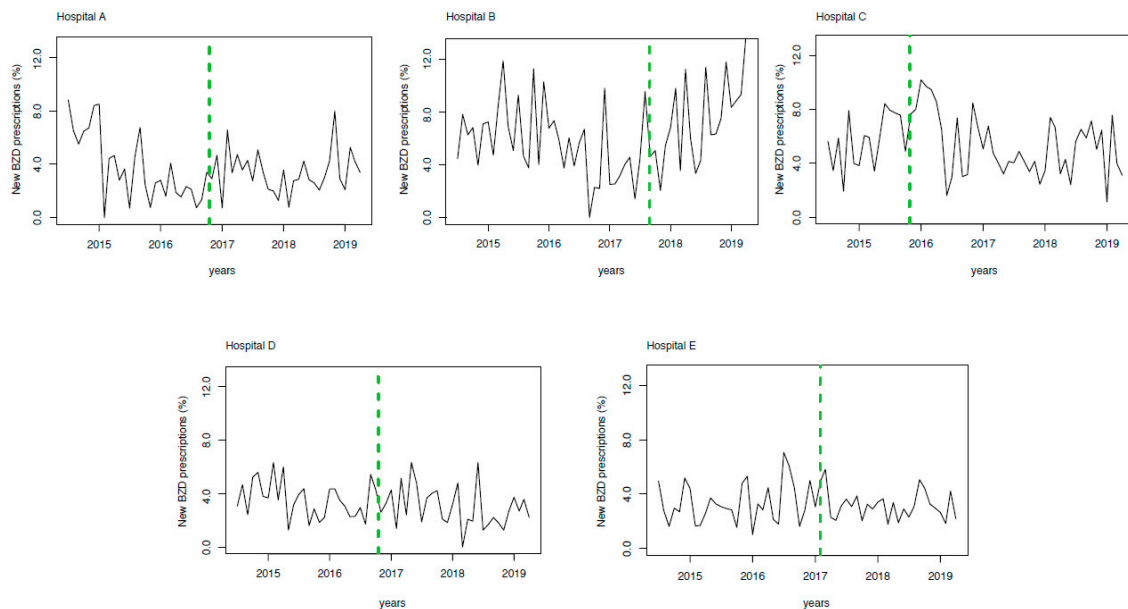 Hospital A
New BZD prescriptions (%)
12.0
8.0
4.0
0.0
2015 2016 2017 2018 2019
years
Hospital B
New BZD prescriptions (%)
12.0
8.0
4.0
0.0
2015 2016 2017 2018 2019
years
Hospital C
New BZD prescriptions (%)
12.0
8.0
4.0
0.0
2015 2016 2017 2018 2019
years
Hospital D
New BZD prescriptions (%)
12.0
8.0
4.0
0.0
2015 2016 2017 2018 2019
years
Hospital E
New BZD prescriptions (%)
12.0
8.0
4.0
0.0
2015 2016 2017 2018 2019
years